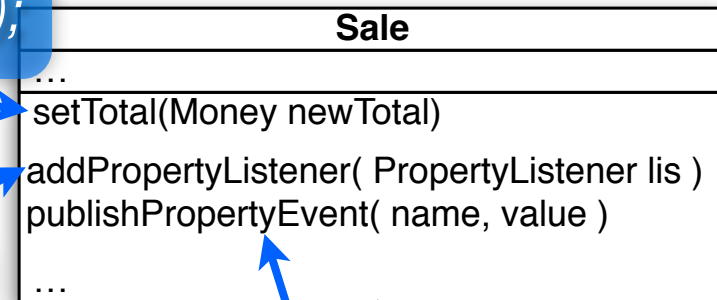 );
Sale
...
setTotal(Money newTotal)
addPropertyListener( PropertyListener lis )
publishPropertyEvent( name, value )
...